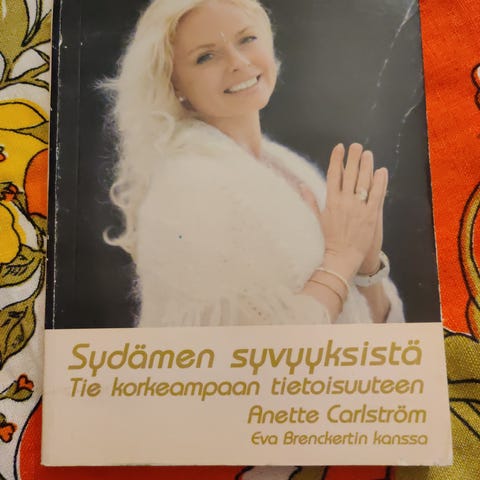 Sydämen syvyyksistä
Tie korkeampaan tietoisuuteen
Anette Carlström
Eva Brenckertin kanssa